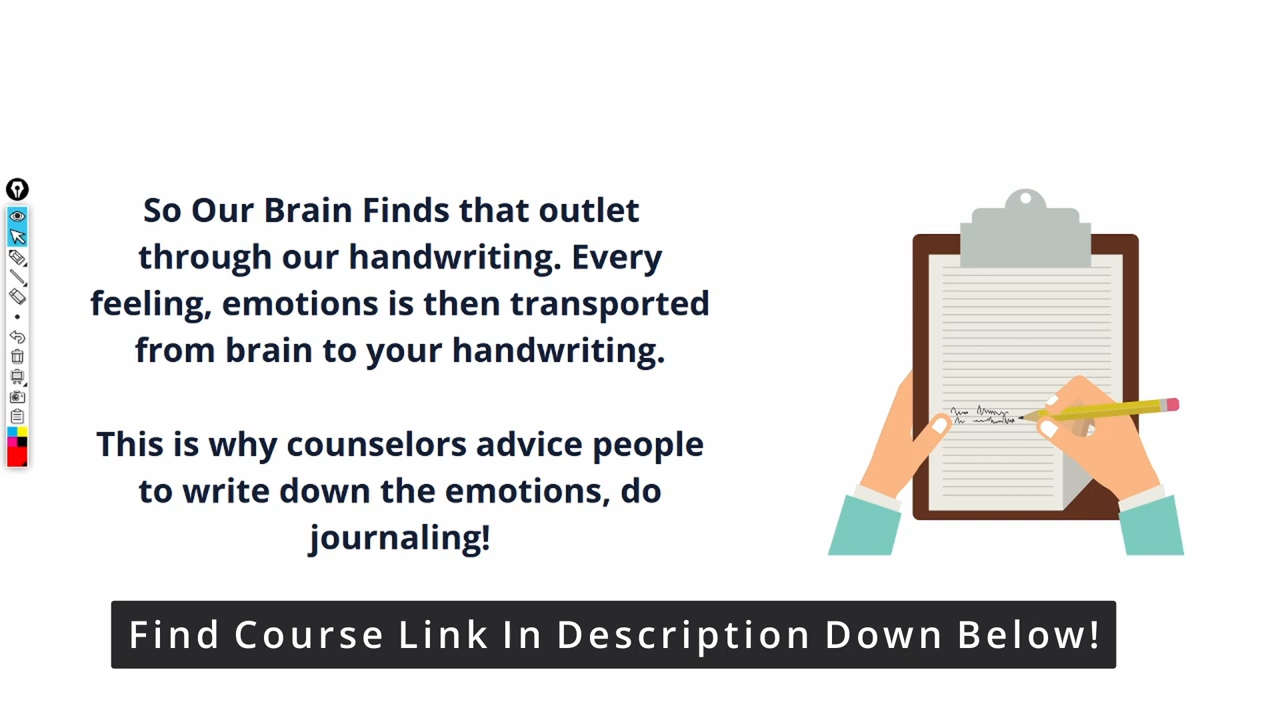 So Our Brain Finds that outlet
through our handwriting. Every
feeling, emotions is then transported
from brain to your handwriting.
This is why counselors advice people
to write down the emotions, do
journaling!
Find Course Link In Description Down Below!